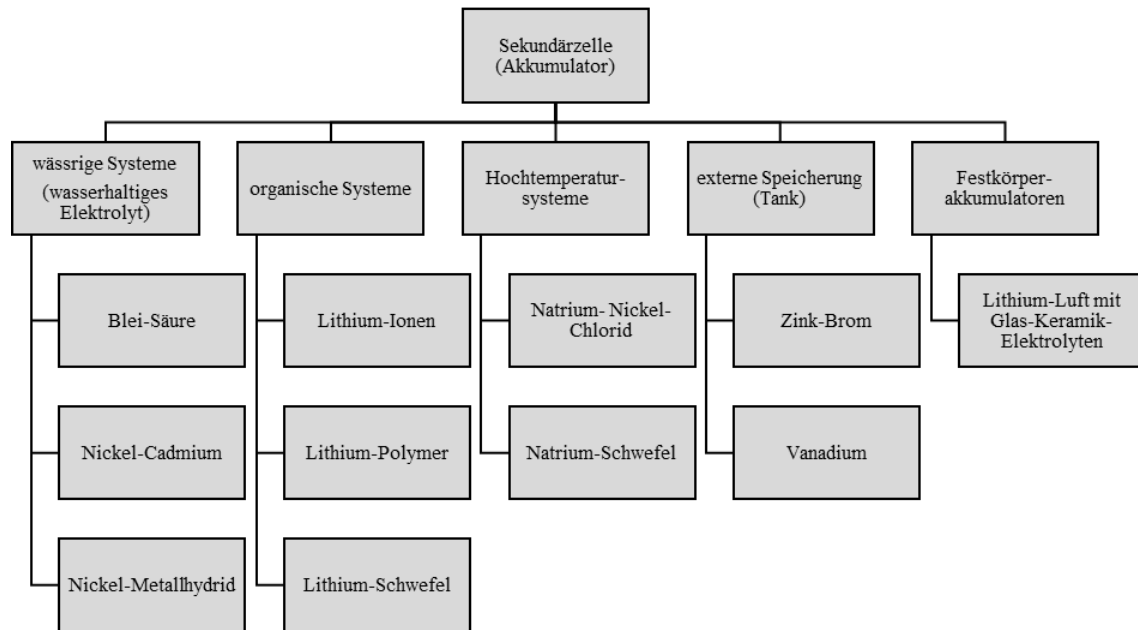 Sekundärzelle
(Akkumulator)
wässrige Systeme
(wasserhaltiges
Elektrolyt)
organische Systeme
Hochtemperatur-
systeme
externe Speicherung
(Tank)
Festkörper-
akkumulatoren
Blei-Säure
Lithium-Ionen
Natrium- Nickel-
Chlorid
Zink-Brom
Lithium-Luft mit
Glas-Keramik-
Elektrolyten
Nickel-Cadmium
Lithium-Polymer
Natrium-Schwefel
Vanadium
Nickel-Metallhydrid
Lithium-Schwefel